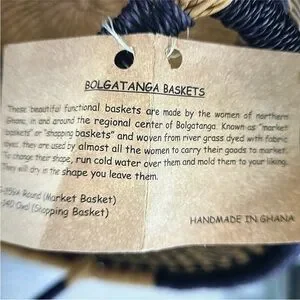 BOLGATANGA BASKETS
These beautiful functional baskets are made by the women of northern
Ghana, in and around the regional center of Bolgatanga. Known as "market
baskets" or "shopping baskets" and woven from river grass dyed with fabric
dyes, they are used by almost all the women to carry their goods to market.
To change their shape, run cold water over them and mold them to your liking.
They will dry in the shape you leave them.
Round (Market Basket)
Oval (Shopping Basket)
HANDMADE IN GHANA